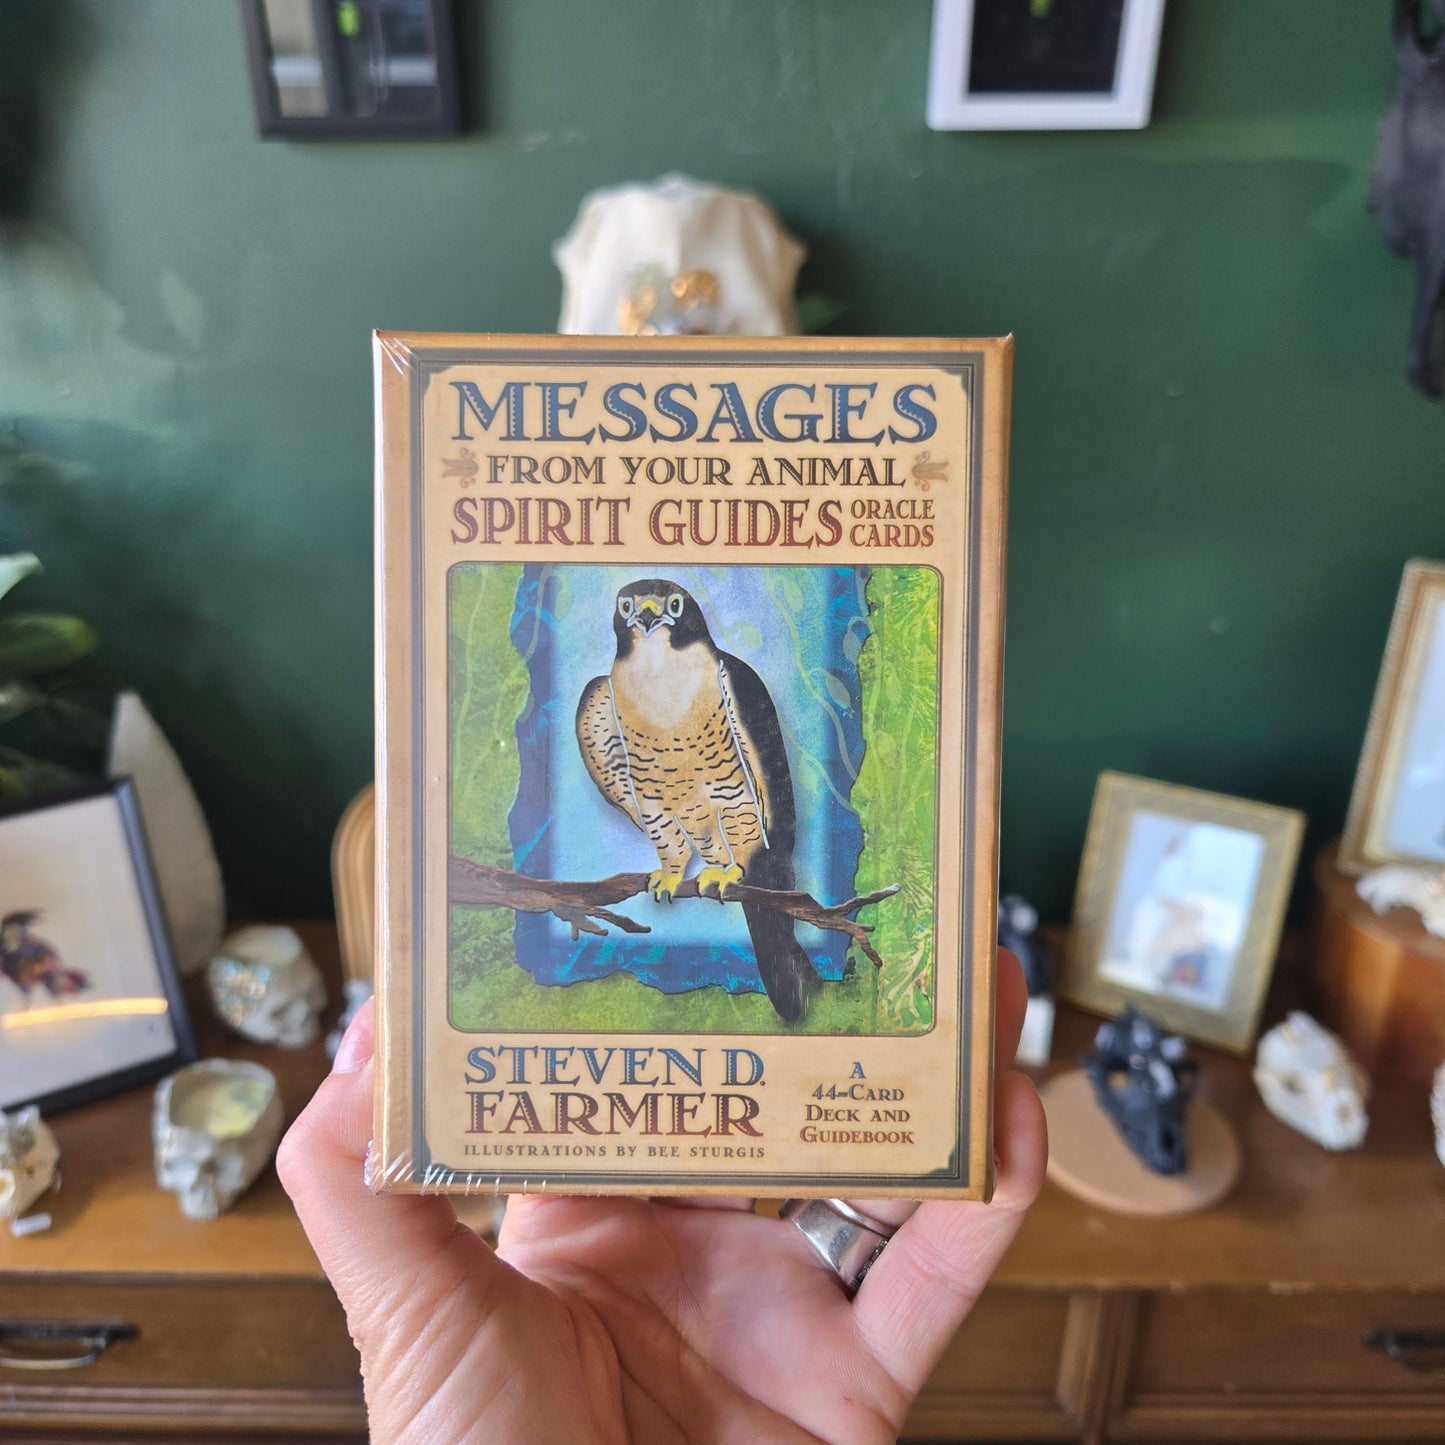 MESSAGES
FROM YOUR ANIMAL
SPIRIT GUIDES ORACLE
CARDS
STEVEN D.
FARMER
ILLUSTRATIONS BY BEE STURGIS
A
44-CARD
DECK AND
GUIDEBOOK